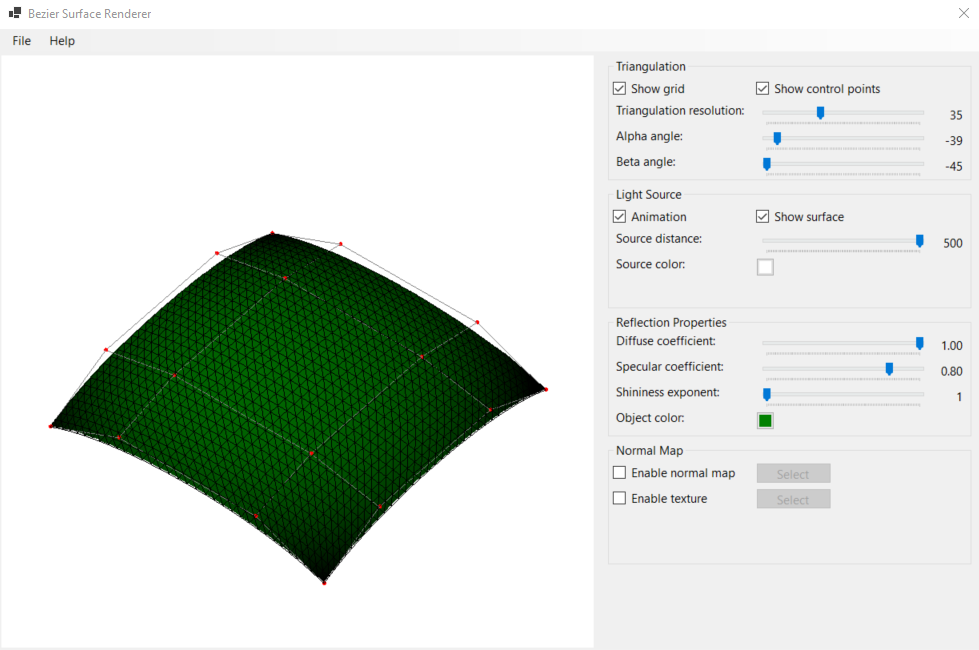 Bezier Surface Renderer
File Help
Triangulation
Show grid Show control points
Triangulation resolution: 35
Alpha angle: -39
Beta angle: -45
Light Source
Animation Show surface
Source distance: 500
Source color:
Reflection Properties
Diffuse coefficient: 1.00
Specular coefficient: 0.80
Shininess exponent: 1
Object color:
Normal Map
Enable normal map Select
Enable texture Select